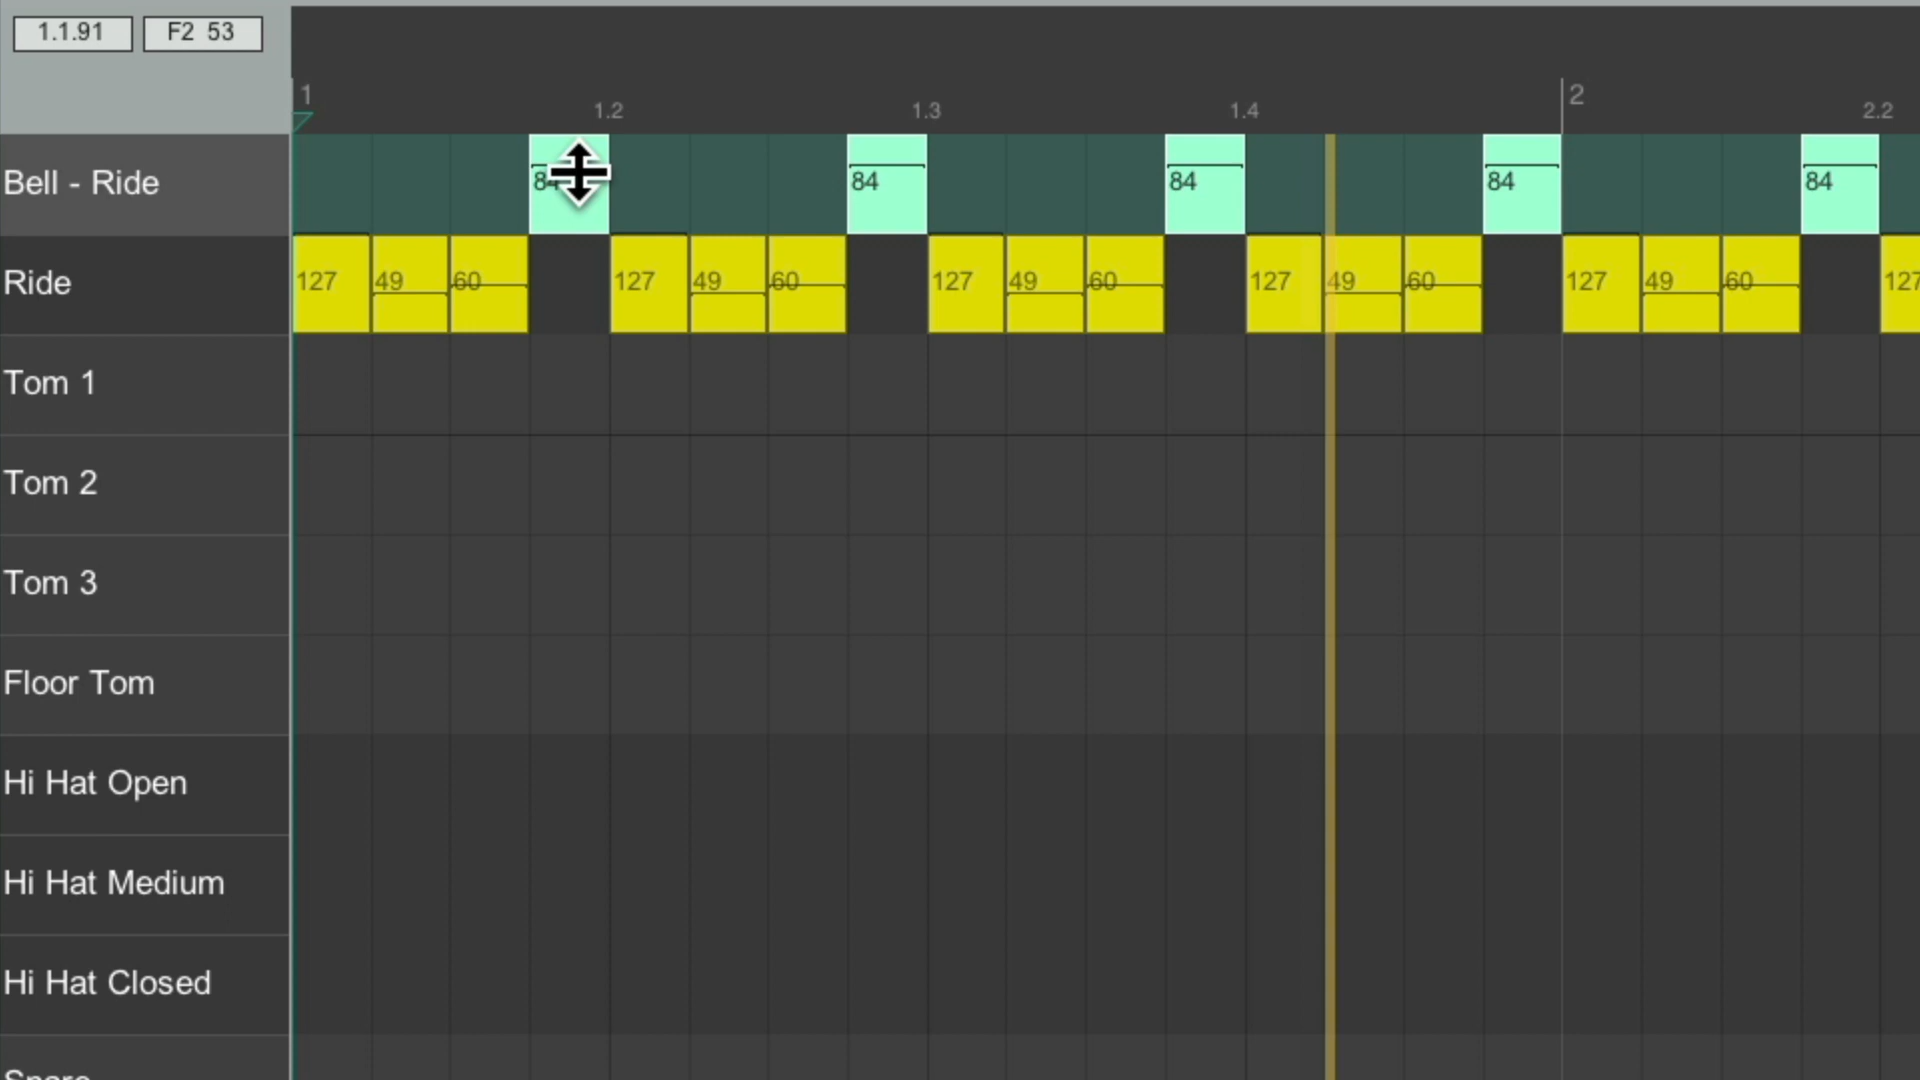 1.1.91 F2 53
1 2
1.2 1.3 1.4 2.2
Bell - Ride 84 84 84 84 84
Ride 127 49 60 127 49 60 127 49 60 127 49 60 127 49 60 127
Tom 1
Tom 2
Tom 3
Floor Tom
Hi Hat Open
Hi Hat Medium
Hi Hat Closed